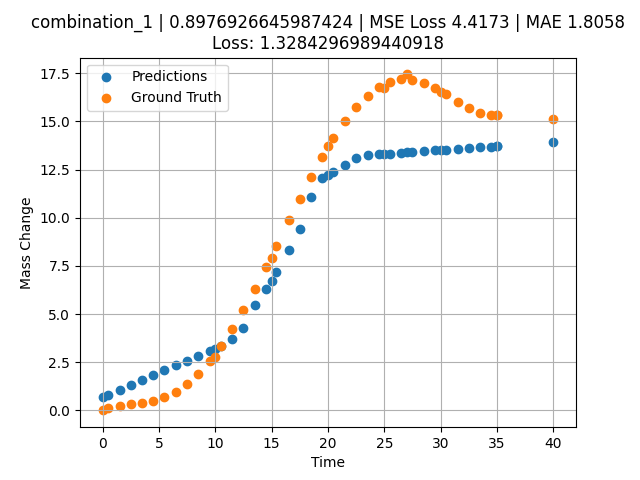 combination_1 | 0.8976926645987424 | MSE Loss 4.4173 | MAE 1.8058
Loss: 1.3284296989440918
Predictions
Ground Truth
17.5
15.0
12.5
10.0
7.5
5.0
2.5
0.0
Mass Change
0 5 10 15 20 25 30 35 40
Time